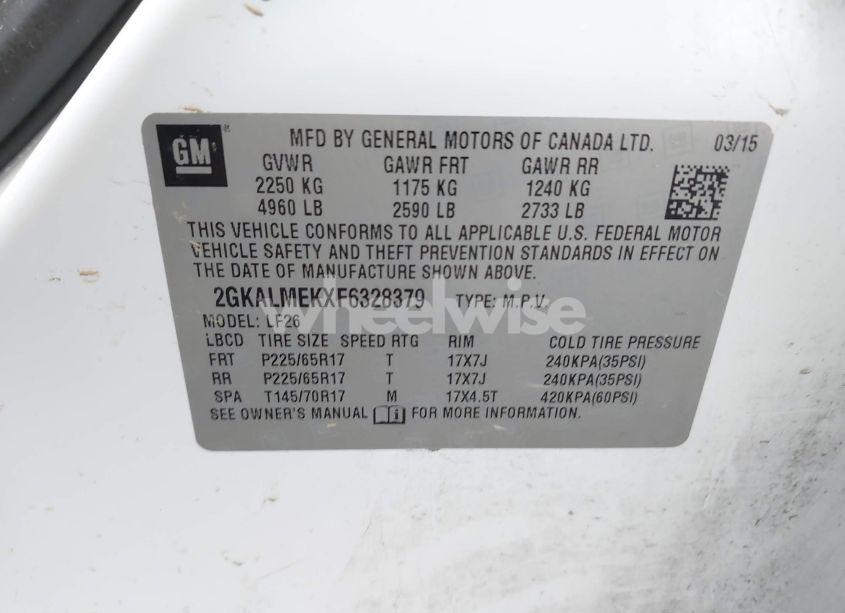 GM MFD BY GENERAL MOTORS OF CANADA LTD. 03/15
GVWR GAWR FRT GAWR RR
2250 KG 1175 KG 1240 KG
4960 LB 2590 LB 2733 LB
THIS VEHICLE CONFORMS TO ALL APPLICABLE U.S. FEDERAL MOTOR
VEHICLE SAFETY AND THEFT PREVENTION STANDARDS IN EFFECT ON
THE DATE OF MANUFACTURE SHOWN ABOVE.
2GKALMEKXF6328379 TYPE: M.P.V.
wheelwise
MODEL: LF26
LBCD TIRE SIZE SPEED RTG RIM COLD TIRE PRESSURE
FRT P225/65R17 T 17X7J 240KPA(35PSI)
RR P225/65R17 T 17X7J 240KPA(35PSI)
SPA T145/70R17 M 17X4.5T 420KPA(60PSI)
SEE OWNER'S MANUAL FOR MORE INFORMATION.